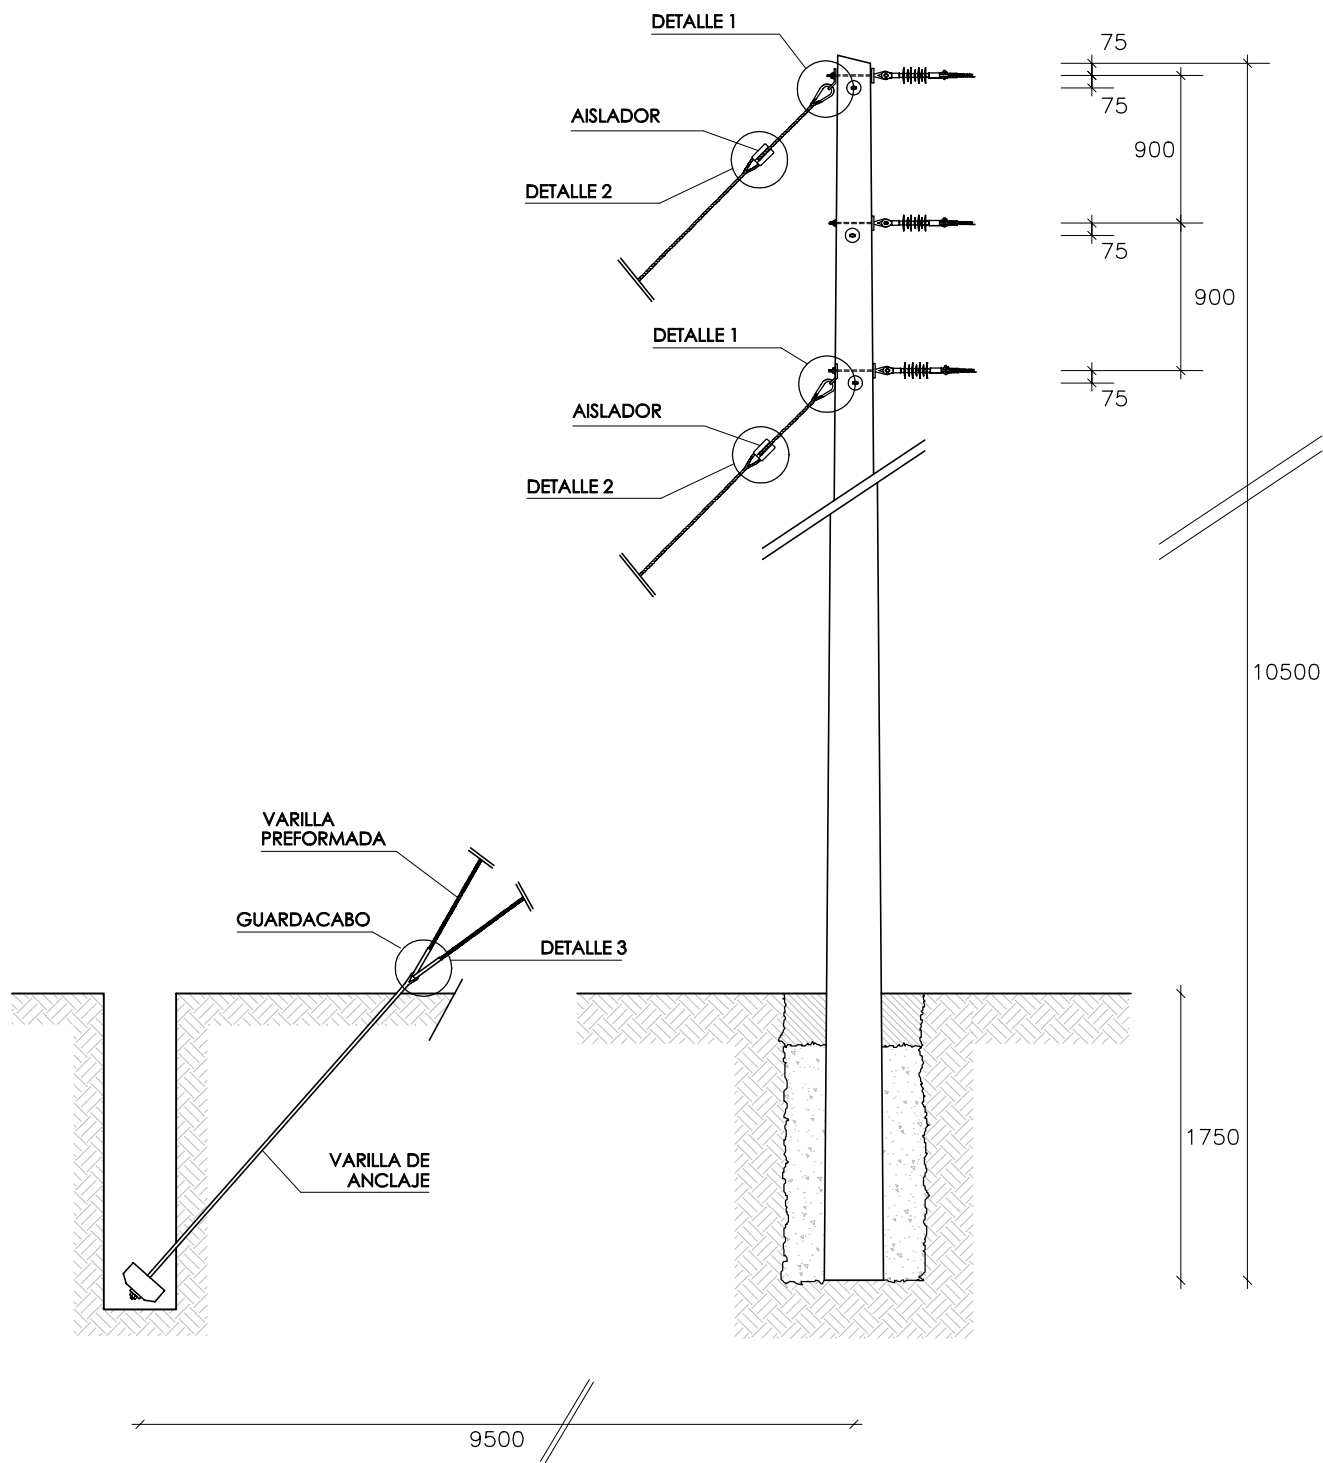 DETALLE 1
75
75
AISLADOR
900
DETALLE 2
75
900
DETALLE 1
75
AISLADOR
DETALLE 2
10500
VARILLA
PREFORMADA
GUARDACABO
DETALLE 3
1750
VARILLA DE
ANCLAJE
9500